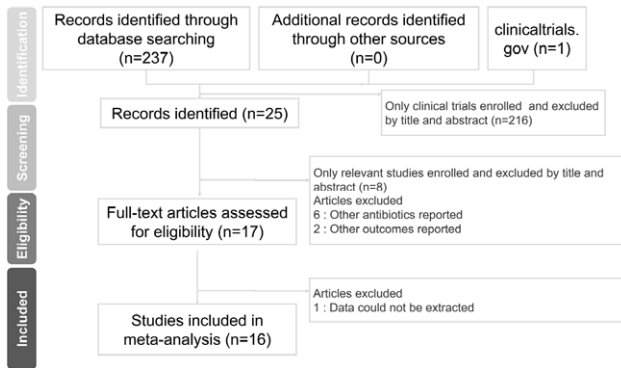 Identification
Records identified through
database searching
(n=237)
Additional records identified
through other sources
(n=0)
clinicaltrials.
gov (n=1)
Screening
Records identified (n=25)
Only clinical trials enrolled and excluded
by title and abstract (n=216)
Only relevant studies enrolled and excluded by title and
abstract (n=8)
Articles excluded
6 : Other antibiotics reported
2 : Other outcomes reported
Eligibility
Full-text articles assessed
for eligibility (n=17)
Included
Articles excluded
1 : Data could not be extracted
Studies included in
meta-analysis (n=16)